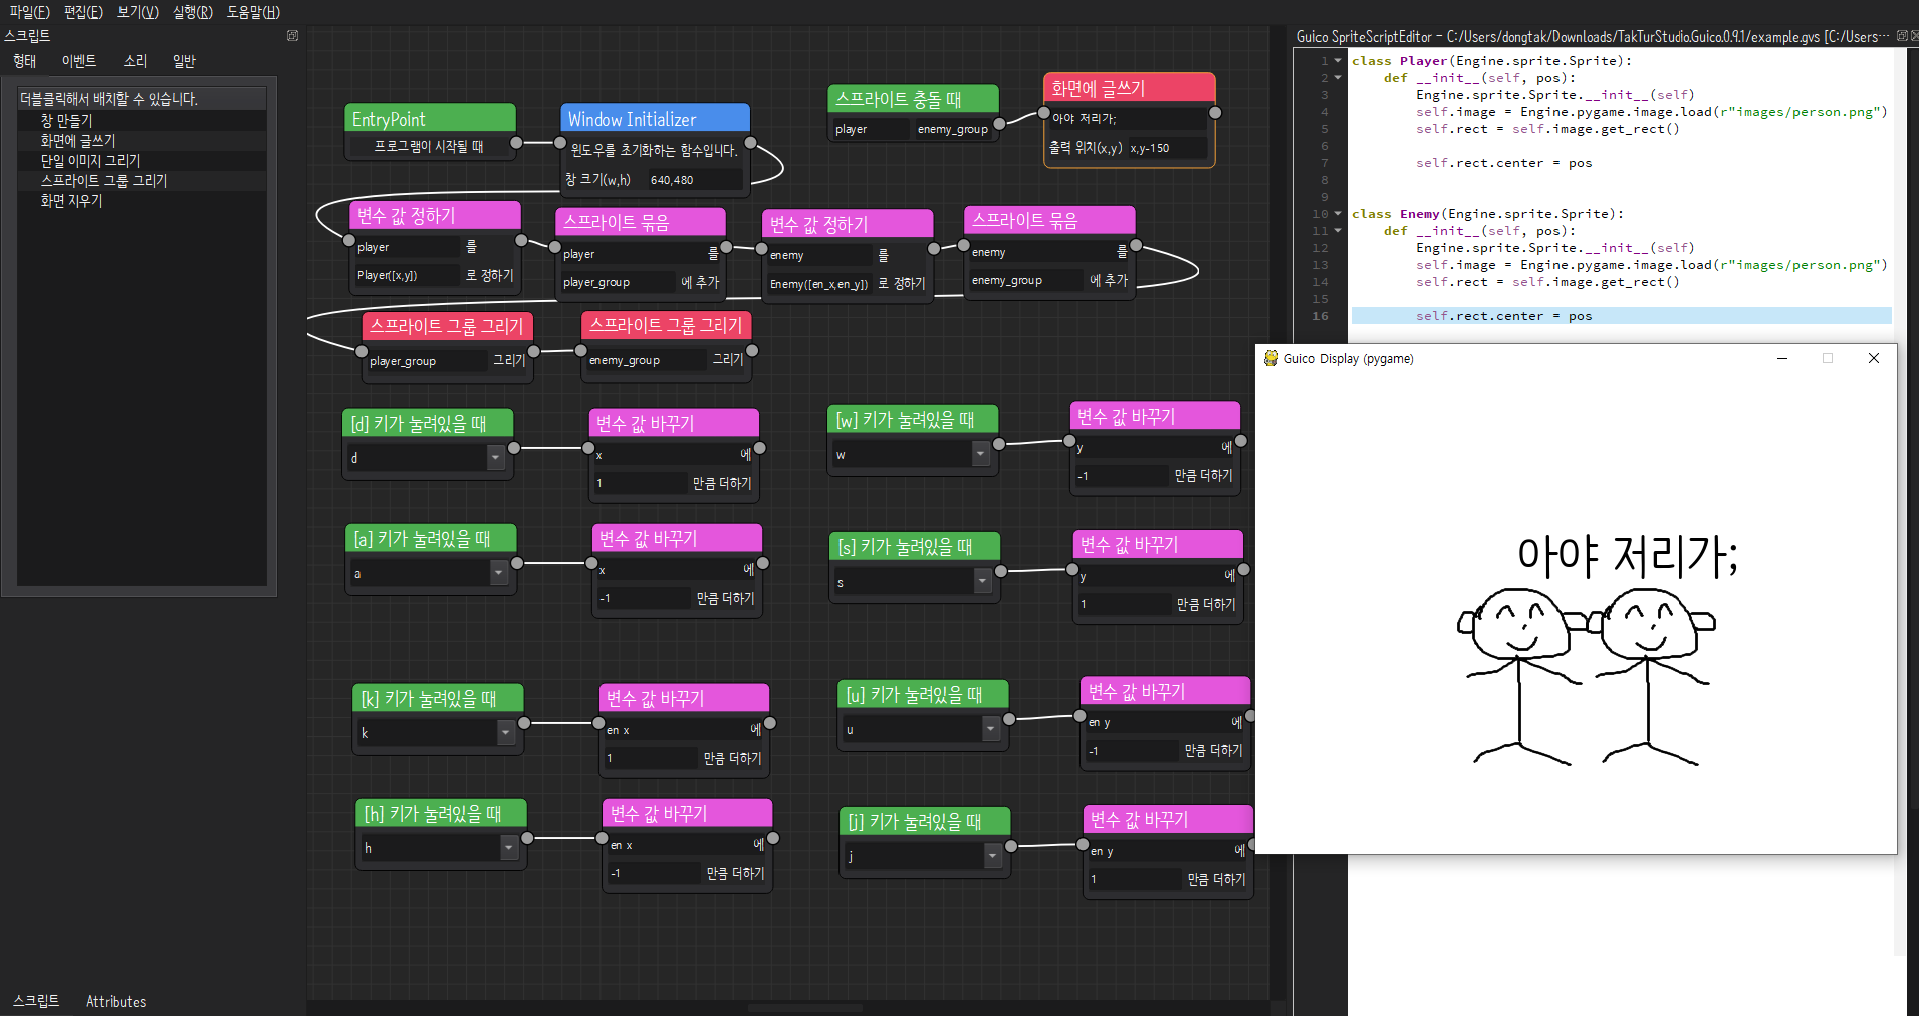 파일(F) 편집(E) 보기(V) 실행(R) 도움말(H)
스크립트
형태 이벤트 소리 일반
더블클릭해서 배치할 수 있습니다.
창 만들기
화면에 글쓰기
단일 이미지 그리기
스프라이트 그룹 그리기
화면 지우기
스크립트 Attributes
EntryPoint
프로그램이 시작될 때
Window Initializer
윈도우를 초기화하는 함수입니다.
창 크기(w,h) 640,480
스프라이트 충돌 때
player enemy_group
화면에 글쓰기
아야 저리가;
출력 위치(x,y) x,y-150
변수 값 정하기
player 를
Player([x,y]) 로 정하기
스프라이트 묶음
player 를
player_group 에 추가
변수 값 정하기
enemy 를
Enemy([en_x,en_y]) 로 정하기
스프라이트 묶음
enemy 를
enemy_group 에 추가
스프라이트 그룹 그리기
player_group 그리기
스프라이트 그룹 그리기
enemy_group 그리기
[d] 키가 눌려있을 때
d
변수 값 바꾸기
x 에
1 만큼 더하기
[w] 키가 눌려있을 때
w
변수 값 바꾸기
y 에
-1 만큼 더하기
[a] 키가 눌려있을 때
a
변수 값 바꾸기
x 에
-1 만큼 더하기
[s] 키가 눌려있을 때
s
변수 값 바꾸기
y 에
1 만큼 더하기
[k] 키가 눌려있을 때
k
변수 값 바꾸기
en x 에
1 만큼 더하기
[u] 키가 눌려있을 때
u
변수 값 바꾸기
en y 에
-1 만큼 더하기
[h] 키가 눌려있을 때
h
변수 값 바꾸기
en x 에
-1 만큼 더하기
[j] 키가 눌려있을 때
j
변수 값 바꾸기
en y 에
1 만큼 더하기
Guico SpriteScriptEditor - C:/Users/dongtak/Downloads/TakTurStudio.Guico.0.9.1/example.gvs [C:/Users···
1 class Player(Engine.sprite.Sprite):
2 def __init__(self, pos):
3 Engine.sprite.Sprite.__init__(self)
4 self.image = Engine.pygame.image.load(r"images/person.png")
5 self.rect = self.image.get_rect()
6
7 self.rect.center = pos
8
9
10 class Enemy(Engine.sprite.Sprite):
11 def __init__(self, pos):
12 Engine.sprite.Sprite.__init__(self)
13 self.image = Engine.pygame.image.load(r"images/person.png")
14 self.rect = self.image.get_rect()
15
16 self.rect.center = pos
Guico Display (pygame)
아야 저리가;